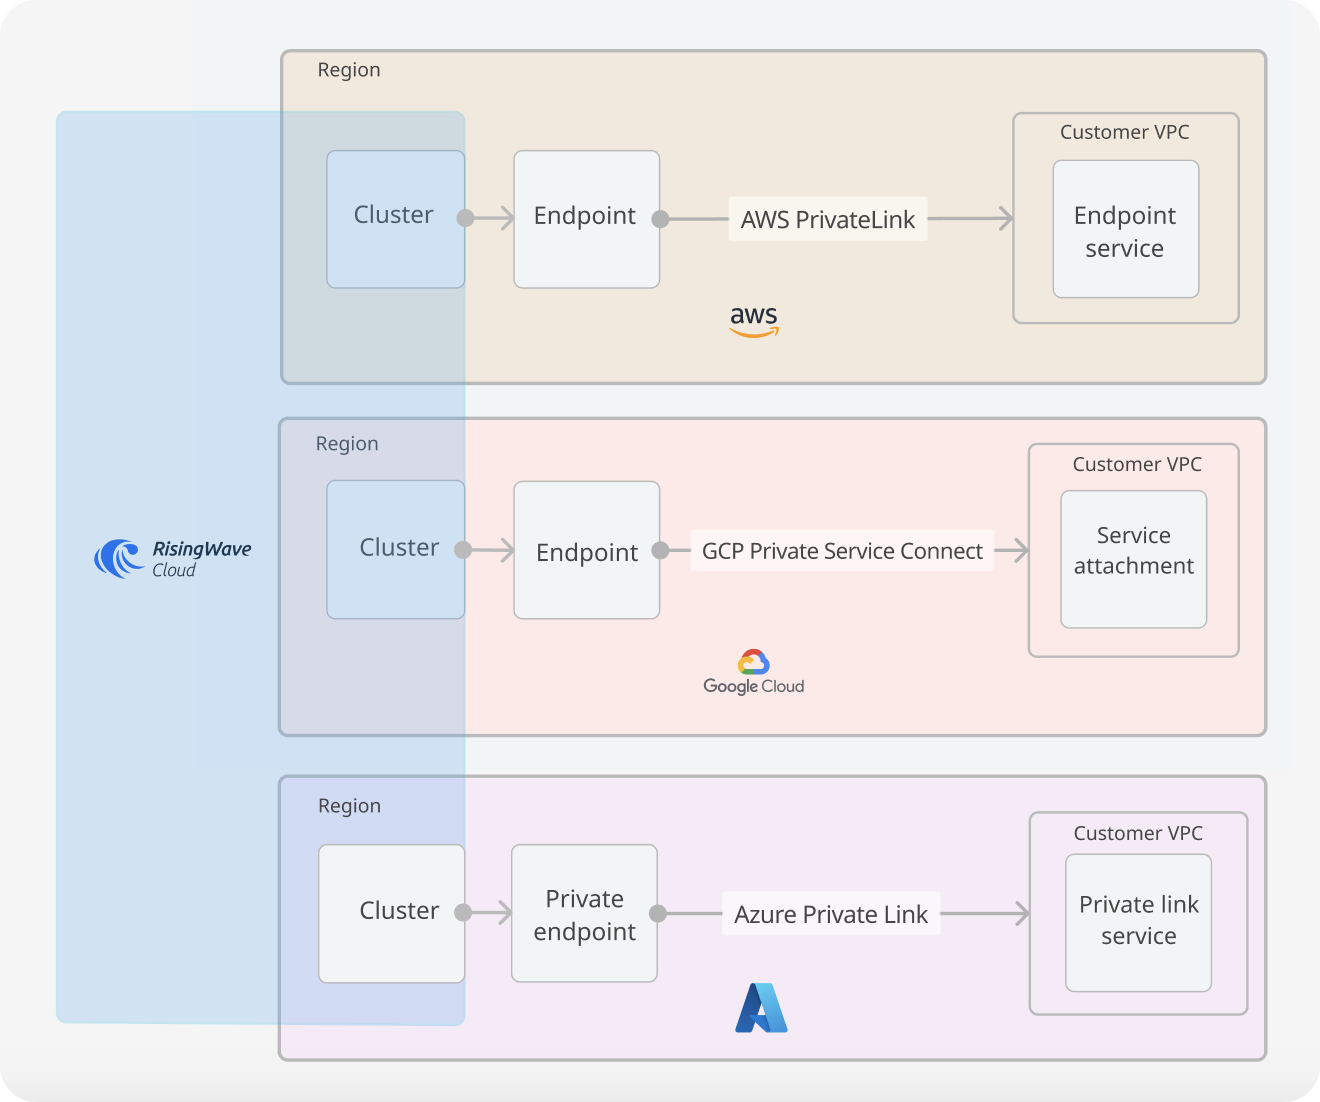 Region
Customer VPC
Cluster
Endpoint
AWS PrivateLink
Endpoint
service
aws
Region
Customer VPC
Cluster
Endpoint
GCP Private Service Connect
Service
attachment
RisingWave
Cloud
Google Cloud
Region
Customer VPC
Cluster
Private
endpoint
Azure Private Link
Private link
service